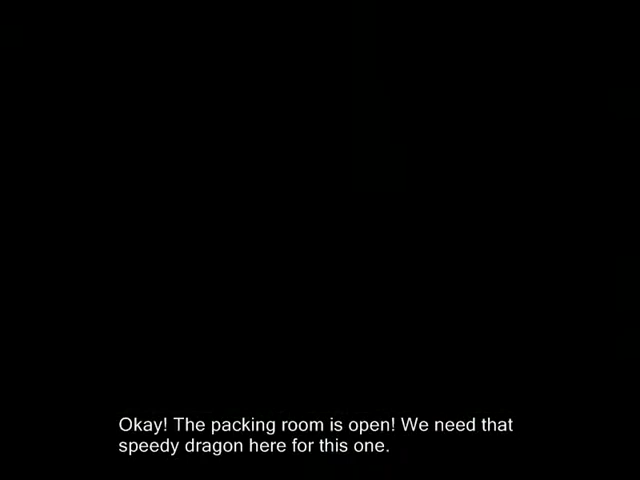 Okay! The packing room is open! We need that
speedy dragon here for this one.